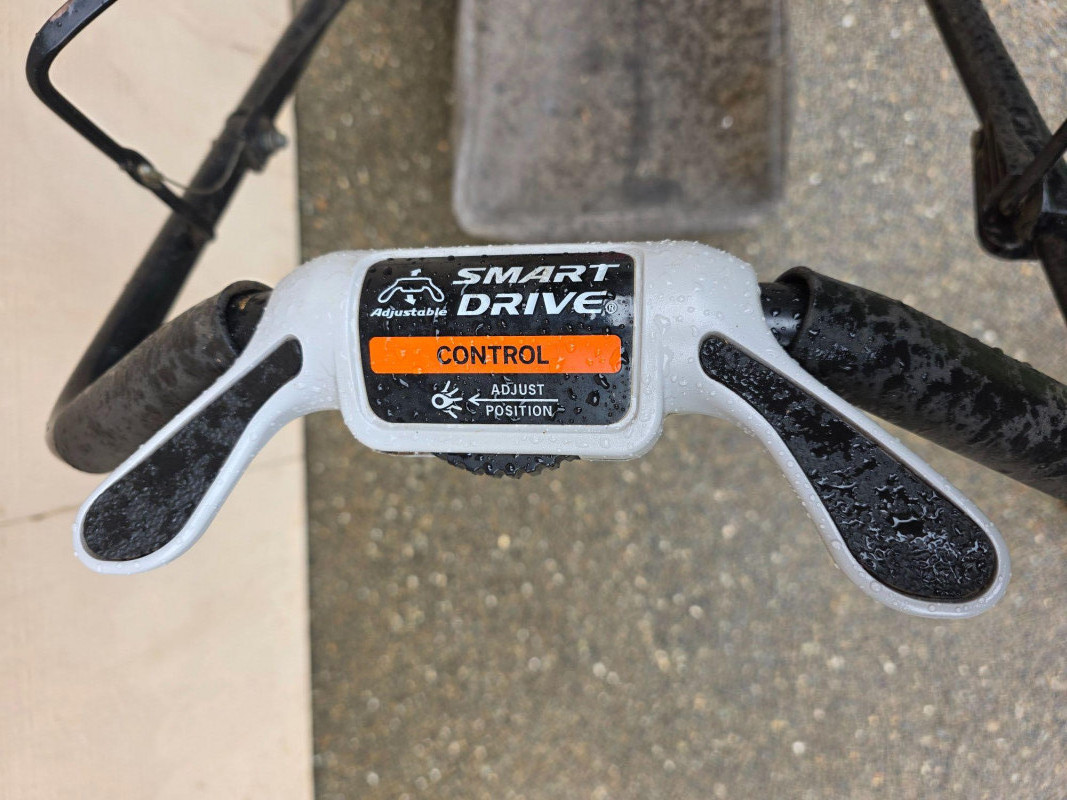 SMART
DRIVE®
Adjustable
CONTROL
ADJUST
POSITION